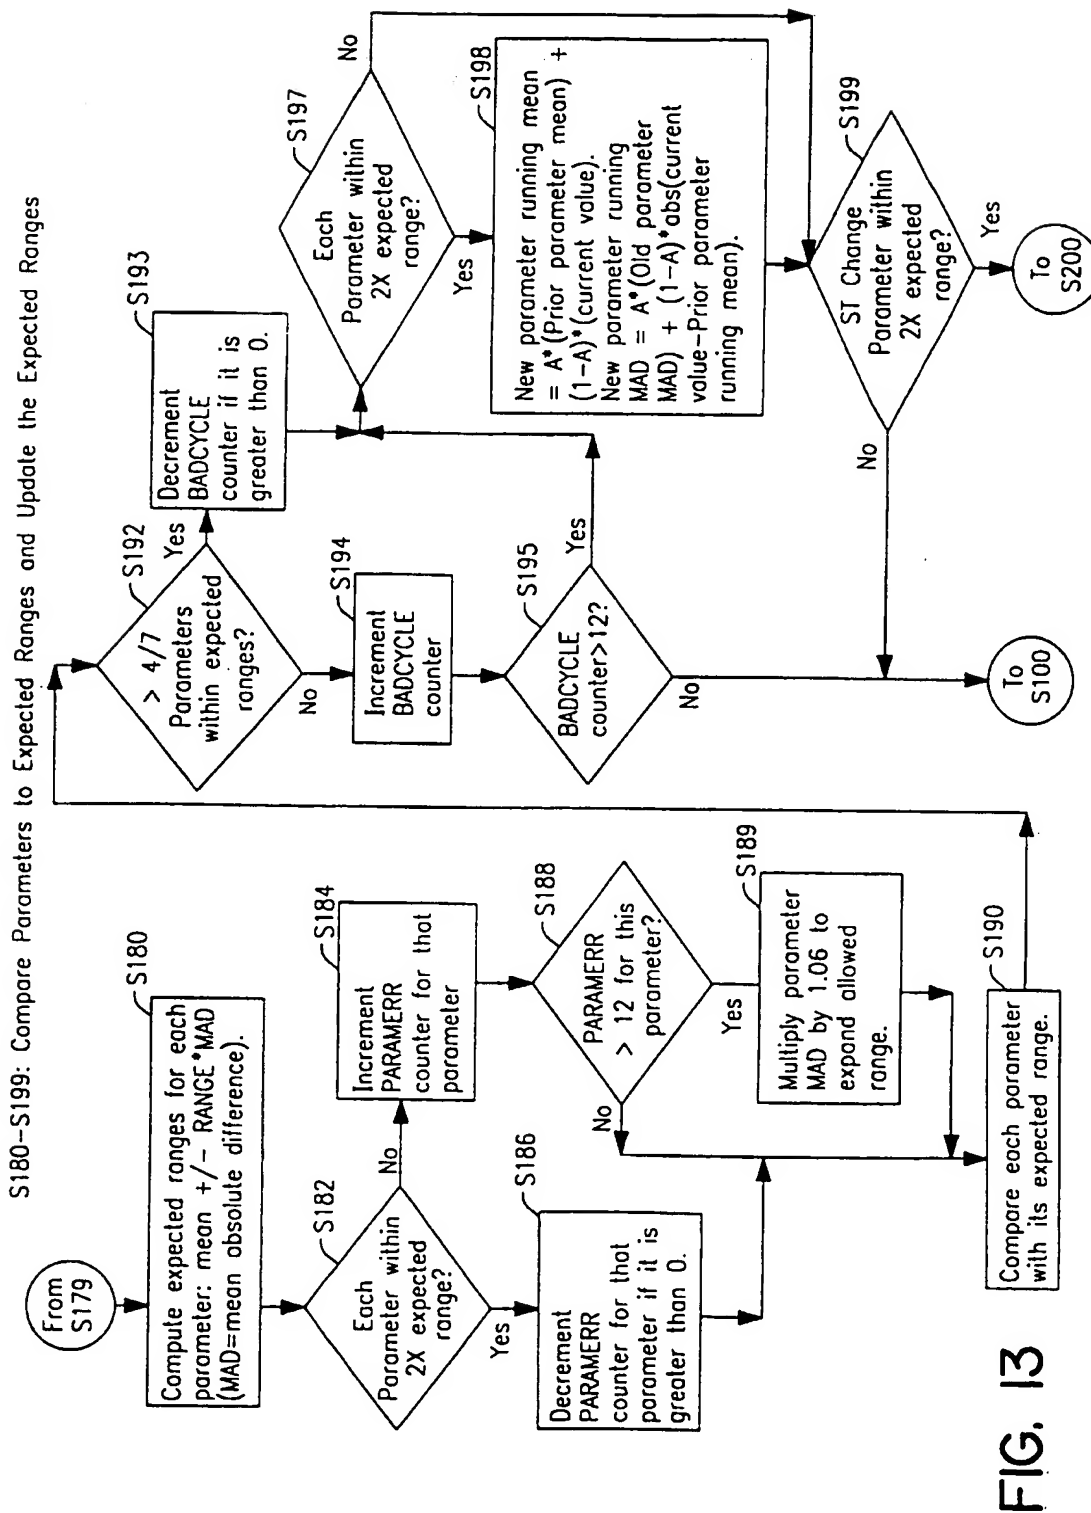 S180-S199: Compare Parameters to Expected Ranges and Update the Expected Ranges
From
S179
S180
Compute expected ranges for each
parameter: mean +/- RANGE*MAD
(MAD=mean absolute difference).
S182
Each
Parameter within
2X expected
range?
No
Yes
S184
Increment
PARAMERR
counter for that
parameter
S186
Decrement
PARAMERR
counter for that
parameter if it is
greater than 0.
S188
PARAMERR
> 12 for this
parameter?
No
Yes
S189
Multiply parameter
MAD by 1.06 to
expand allowed
range.
S190
Compare each parameter
with its expected range.
S192
> 4/7
Parameters
within expected
ranges?
Yes
No
S193
Decrement
BADCYCLE
counter if it is
greater than 0.
S194
Increment
BADCYCLE
counter
S195
BADCYCLE
counter>12?
Yes
No
S197
Each
Parameter within
2X expected
range?
No
Yes
S198
New parameter running mean
= A*(Prior parameter mean) +
(1-A)*(current value).
New parameter running
MAD = A*(Old parameter
MAD) + (1-A)*abs(current
value-Prior parameter
running mean).
S199
ST Change
Parameter within
2X expected
range?
No
Yes
To
S100
To
S200
FIG. 13